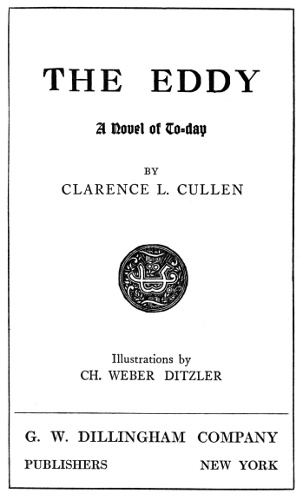 THE EDDY
A Novel of To=day
BY
CLARENCE L. CULLEN
Illustrations by
CH. WEBER DITZLER
G. W. DILLINGHAM COMPANY
PUBLISHERS NEW YORK